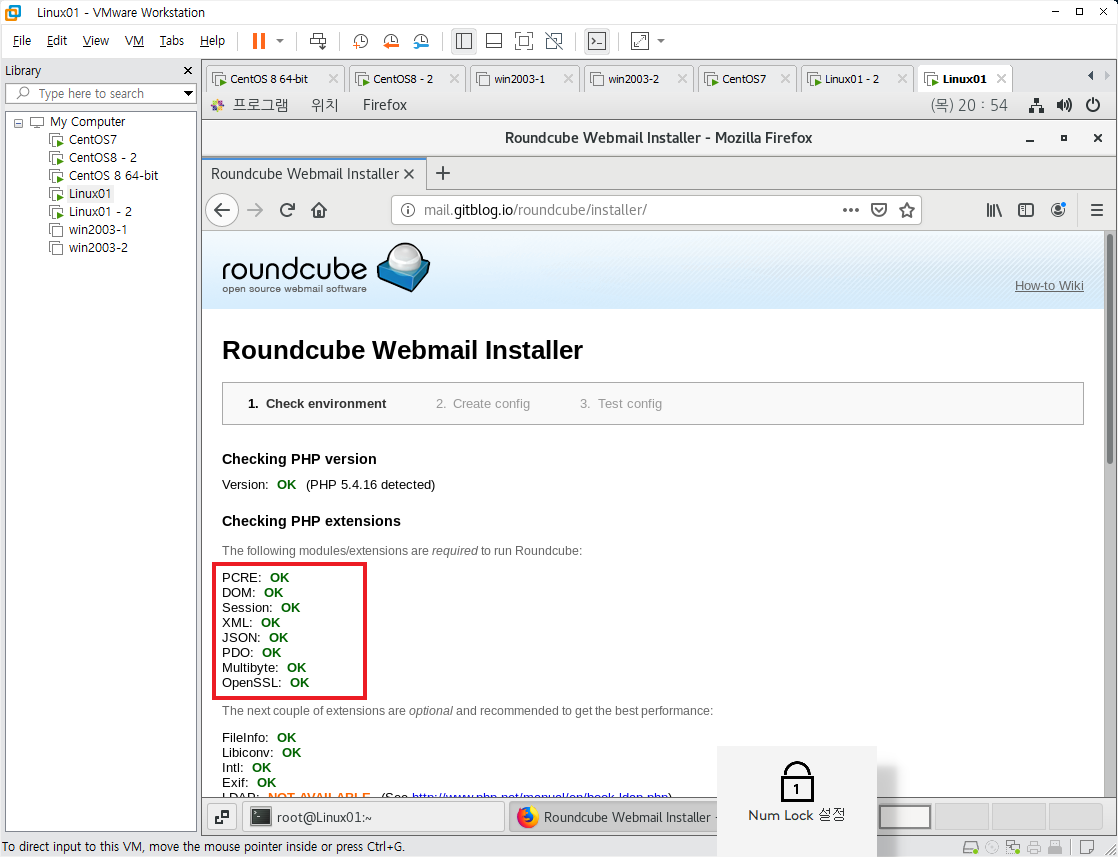 Linux01 - VMware Workstation
File Edit View VM Tabs Help
Library
Type here to search
My Computer
CentOS7
CentOS8 - 2
CentOS 8 64-bit
Linux01
Linux01 - 2
win2003-1
win2003-2
CentOS 8 64-bit CentOS8 - 2 win2003-1 win2003-2 CentOS7 Linux01 - 2 Linux01
프로그램 위치 Firefox (목) 20 : 54
Roundcube Webmail Installer - Mozilla Firefox
Roundcube Webmail Installer
mail.gitblog.io/roundcube/installer/
roundcube
open source webmail software
How-to Wiki
Roundcube Webmail Installer
1. Check environment 2. Create config 3. Test config
Checking PHP version
Version: OK (PHP 5.4.16 detected)
Checking PHP extensions
The following modules/extensions are required to run Roundcube:
PCRE: OK
DOM: OK
Session: OK
XML: OK
JSON: OK
PDO: OK
Multibyte: OK
OpenSSL: OK
The next couple of extensions are optional and recommended to get the best performance:
FileInfo: OK
Libiconv: OK
Intl: OK
Exif: OK
LDAP: NOT AVAILABLE (See http://www.php.net/manual/en/book.ldap.php)
root@Linux01:~ Roundcube Webmail Installer -
1
Num Lock 설정
To direct input to this VM, move the mouse pointer inside or press Ctrl+G.